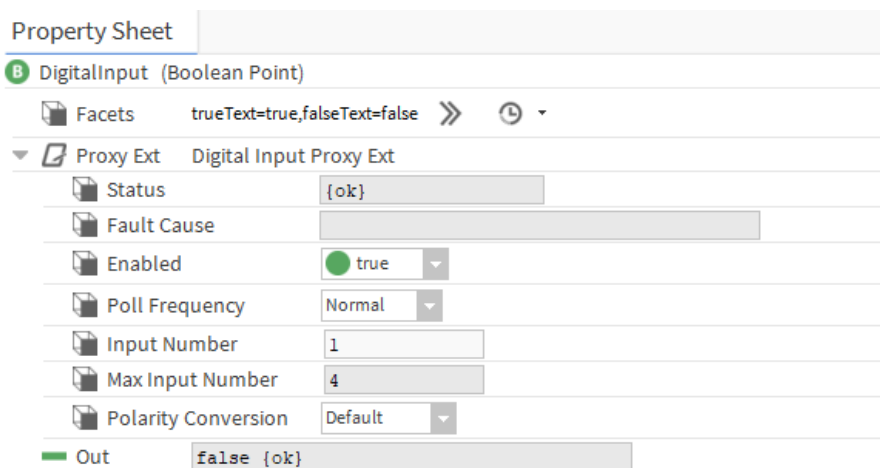 Property Sheet
B DigitalInput (Boolean Point)
Facets trueText=true,falseText=false
Proxy Ext Digital Input Proxy Ext
Status {ok}
Fault Cause
Enabled true
Poll Frequency Normal
Input Number 1
Max Input Number 4
Polarity Conversion Default
Out false {ok}